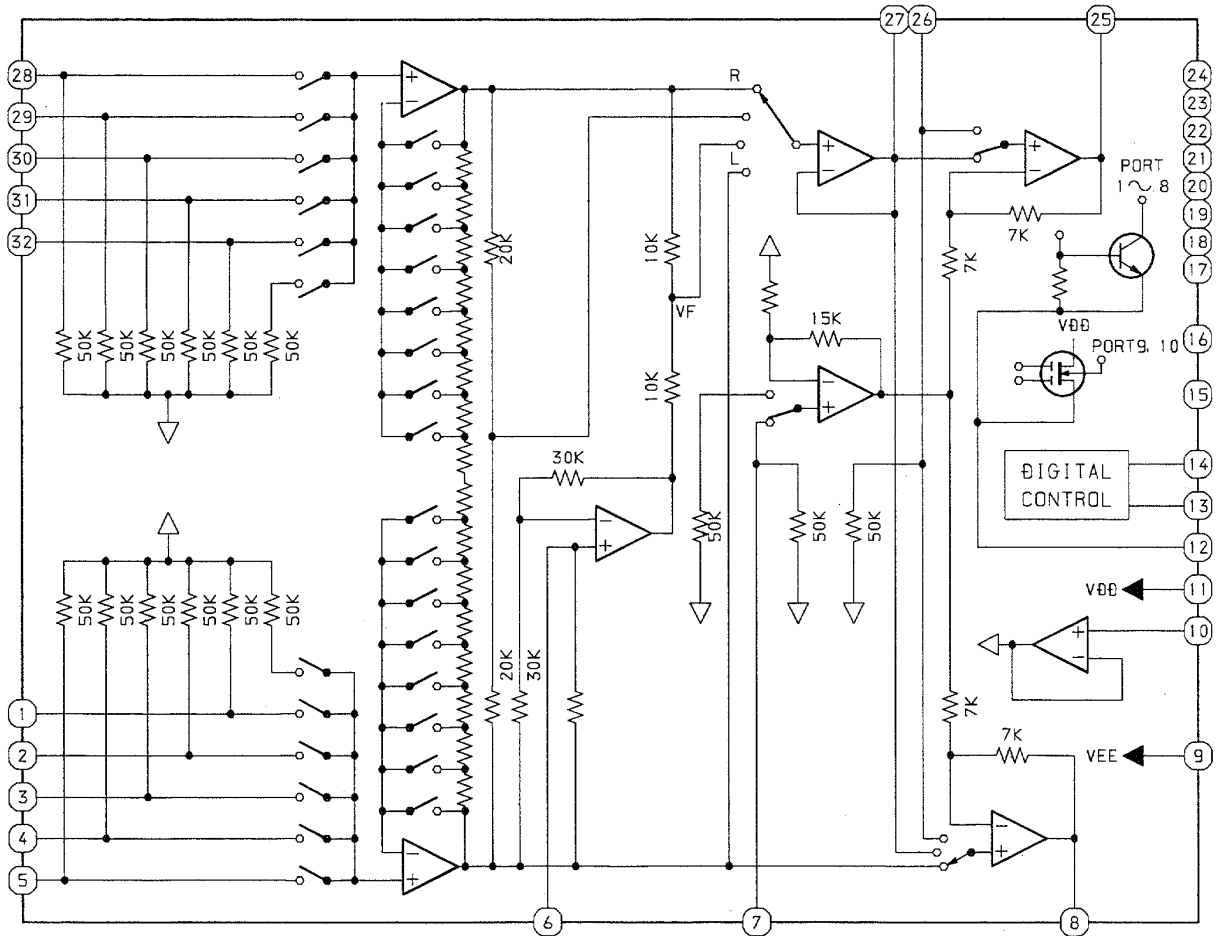 27 26 25
28
29
30
31
32
R
L
24
23
22
21
20
19
18
17
PORT
1~8
7K
7K
20K
10K
VF
10K
15K
VDD
PORT9, 10
16
15
50K 50K 50K 50K 50K 50K
30K
50K
50K
50K
DIGITAL
CONTROL
14
13
12
VDD
11
10
50K 50K 50K 50K 50K 50K
20K
30K
7K
7K
VEE
9
1
2
3
4
5
6
7
8